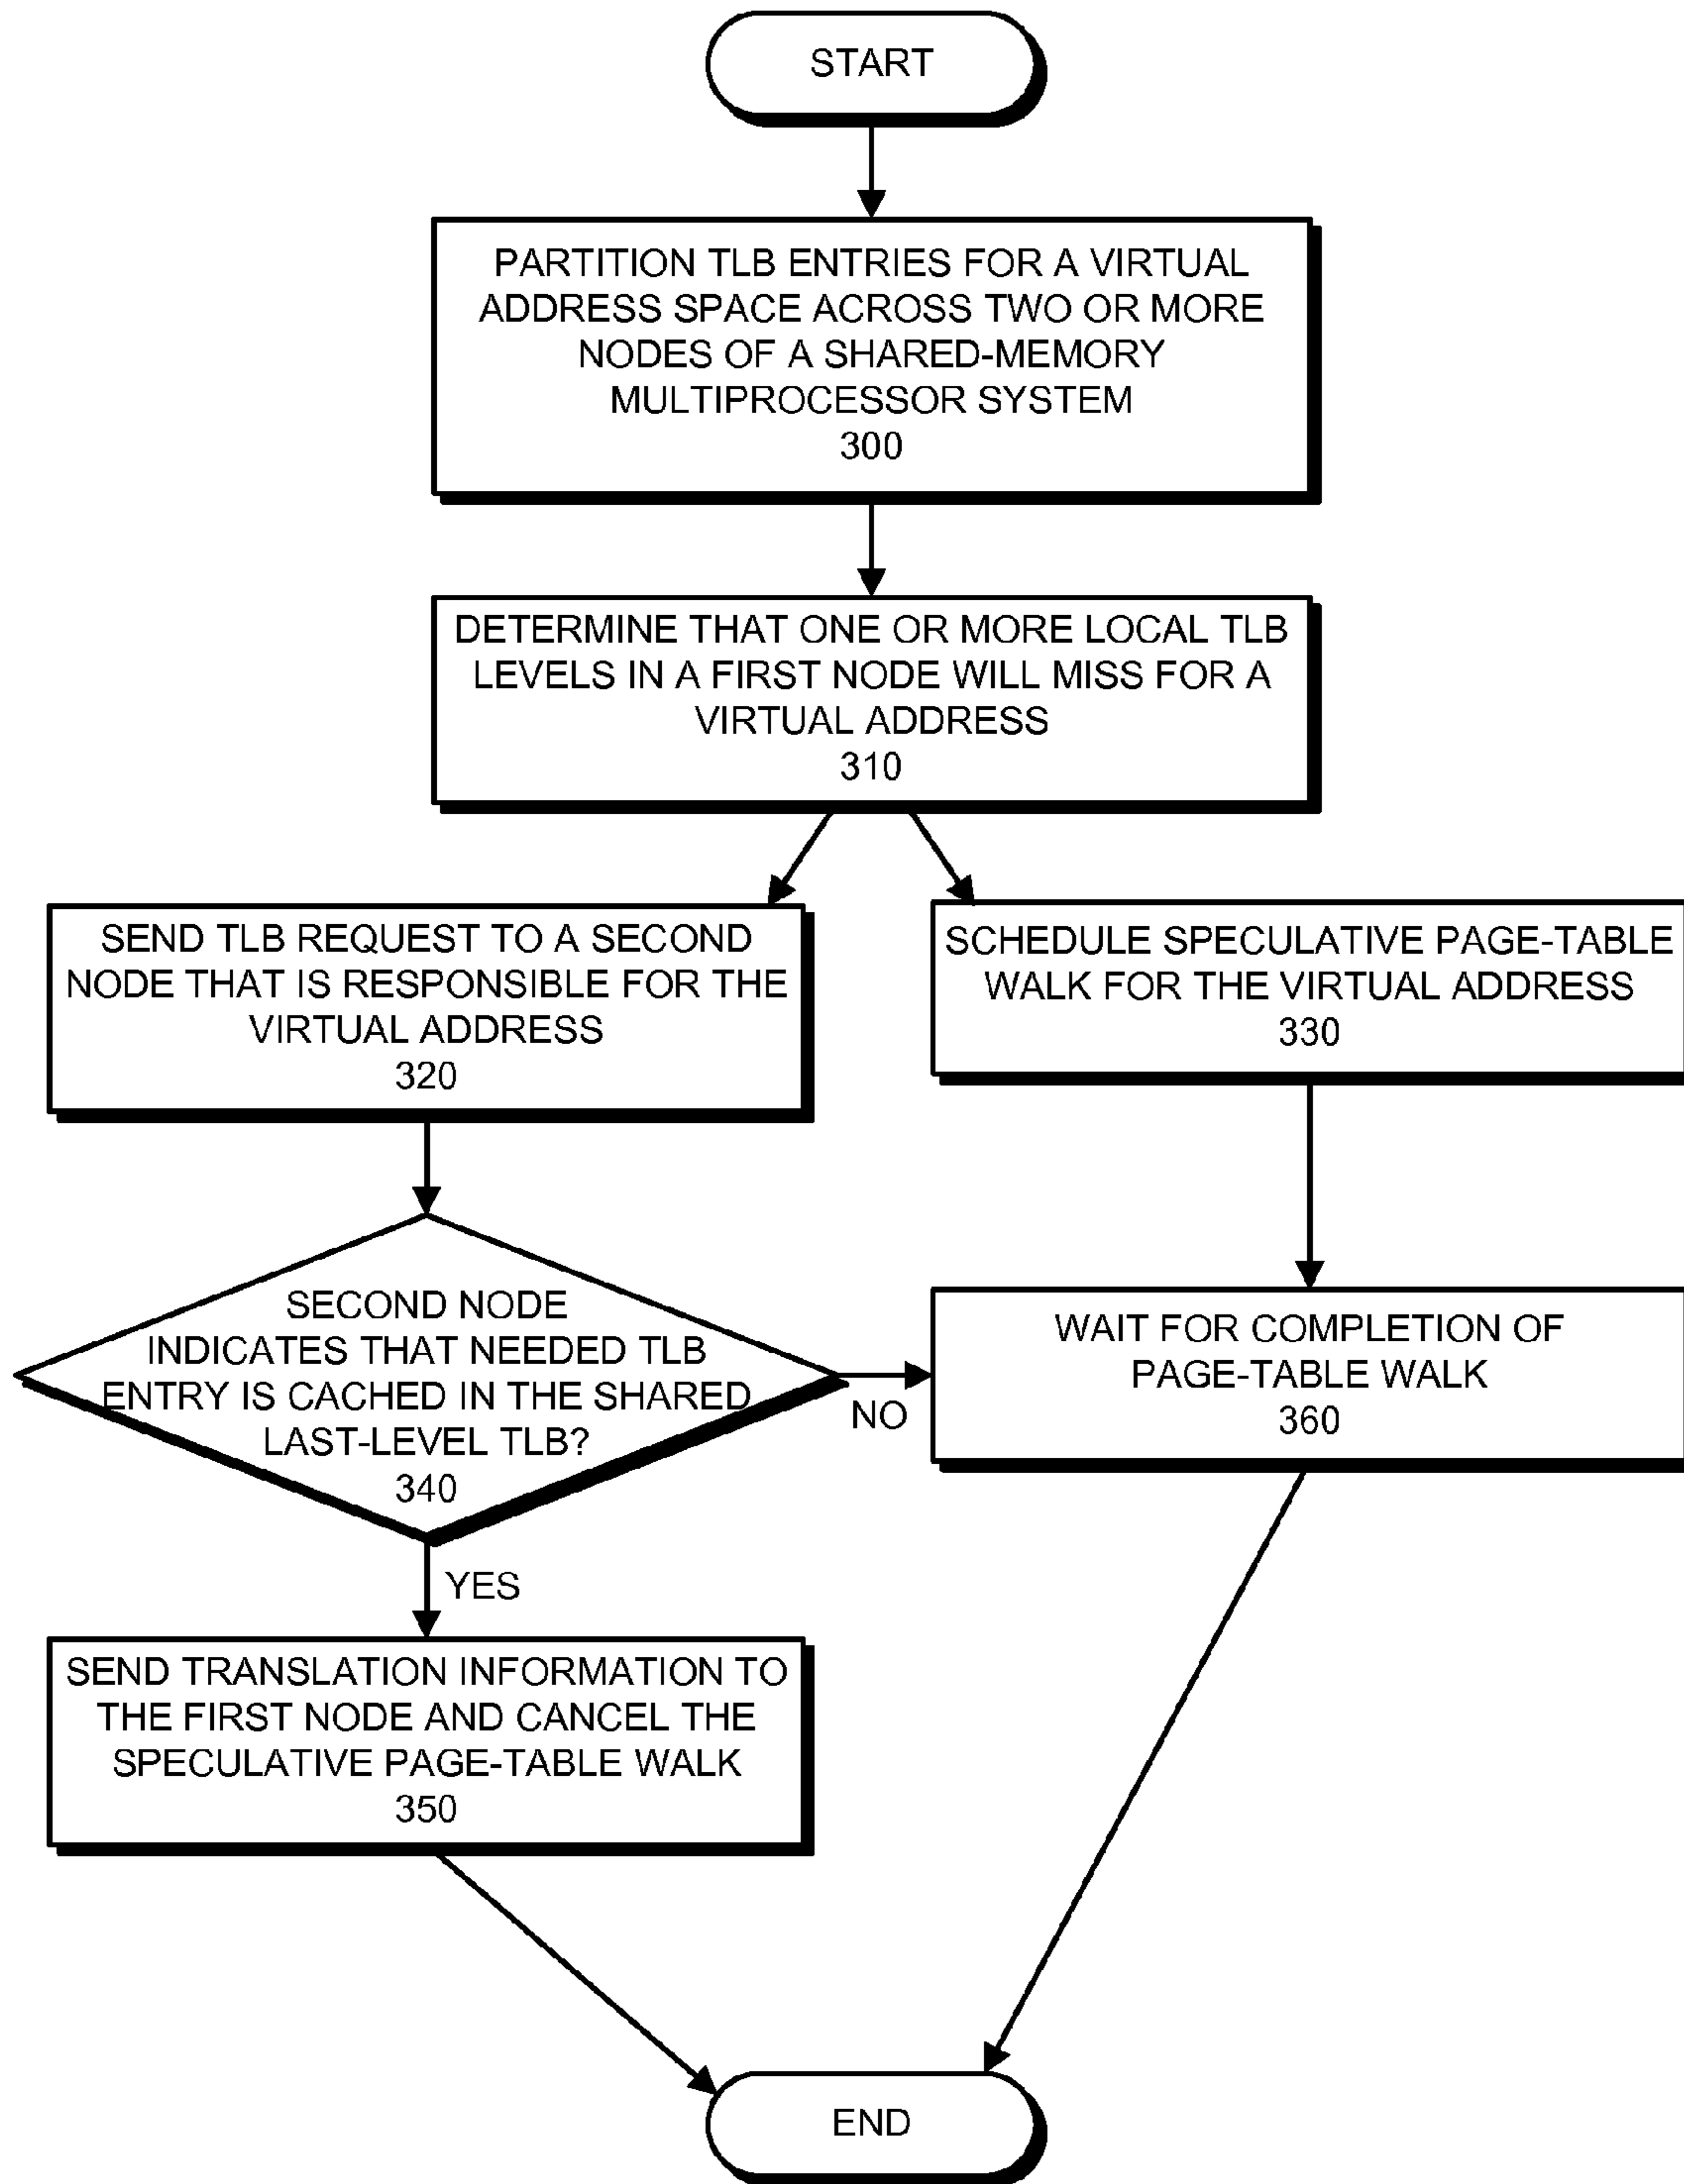 START
PARTITION TLB ENTRIES FOR A VIRTUAL
ADDRESS SPACE ACROSS TWO OR MORE
NODES OF A SHARED-MEMORY
MULTIPROCESSOR SYSTEM
300
DETERMINE THAT ONE OR MORE LOCAL TLB
LEVELS IN A FIRST NODE WILL MISS FOR A
VIRTUAL ADDRESS
310
SEND TLB REQUEST TO A SECOND
NODE THAT IS RESPONSIBLE FOR THE
VIRTUAL ADDRESS
320
SCHEDULE SPECULATIVE PAGE-TABLE
WALK FOR THE VIRTUAL ADDRESS
330
SECOND NODE
INDICATES THAT NEEDED TLB
ENTRY IS CACHED IN THE SHARED
LAST-LEVEL TLB?
340
NO
WAIT FOR COMPLETION OF
PAGE-TABLE WALK
360
YES
SEND TRANSLATION INFORMATION TO
THE FIRST NODE AND CANCEL THE
SPECULATIVE PAGE-TABLE WALK
350
END